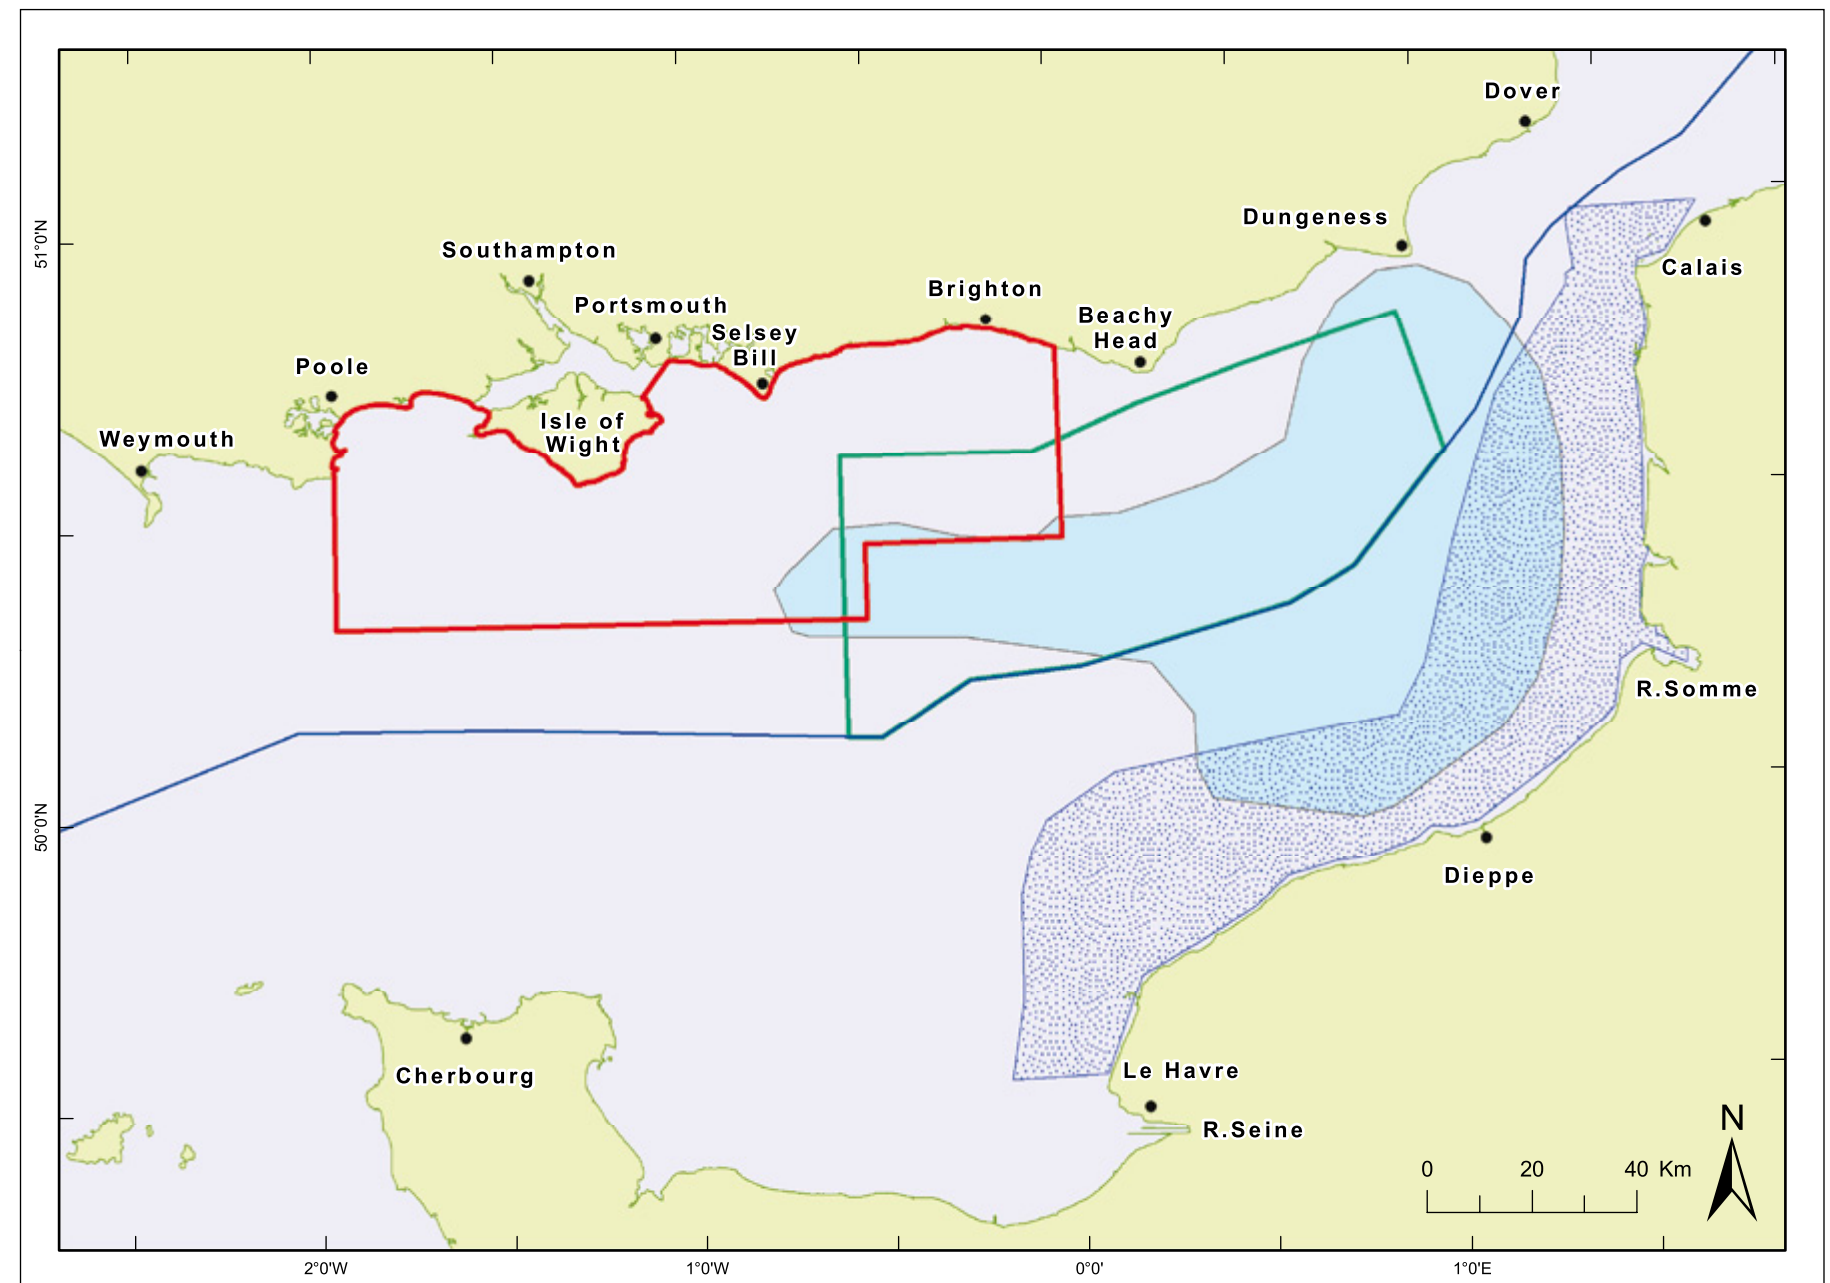 Dover
Dungeness
51°0'N
Southampton
Calais
Brighton
Portsmouth
Beachy
Head
Selsey
Bill
Poole
Isle of
Wight
Weymouth
R.Somme
50°0'N
Dieppe
Le Havre
Cherbourg
N
R.Seine
0 20 40 Km
2°0'W 1°0'W 0°0' 1°0'E